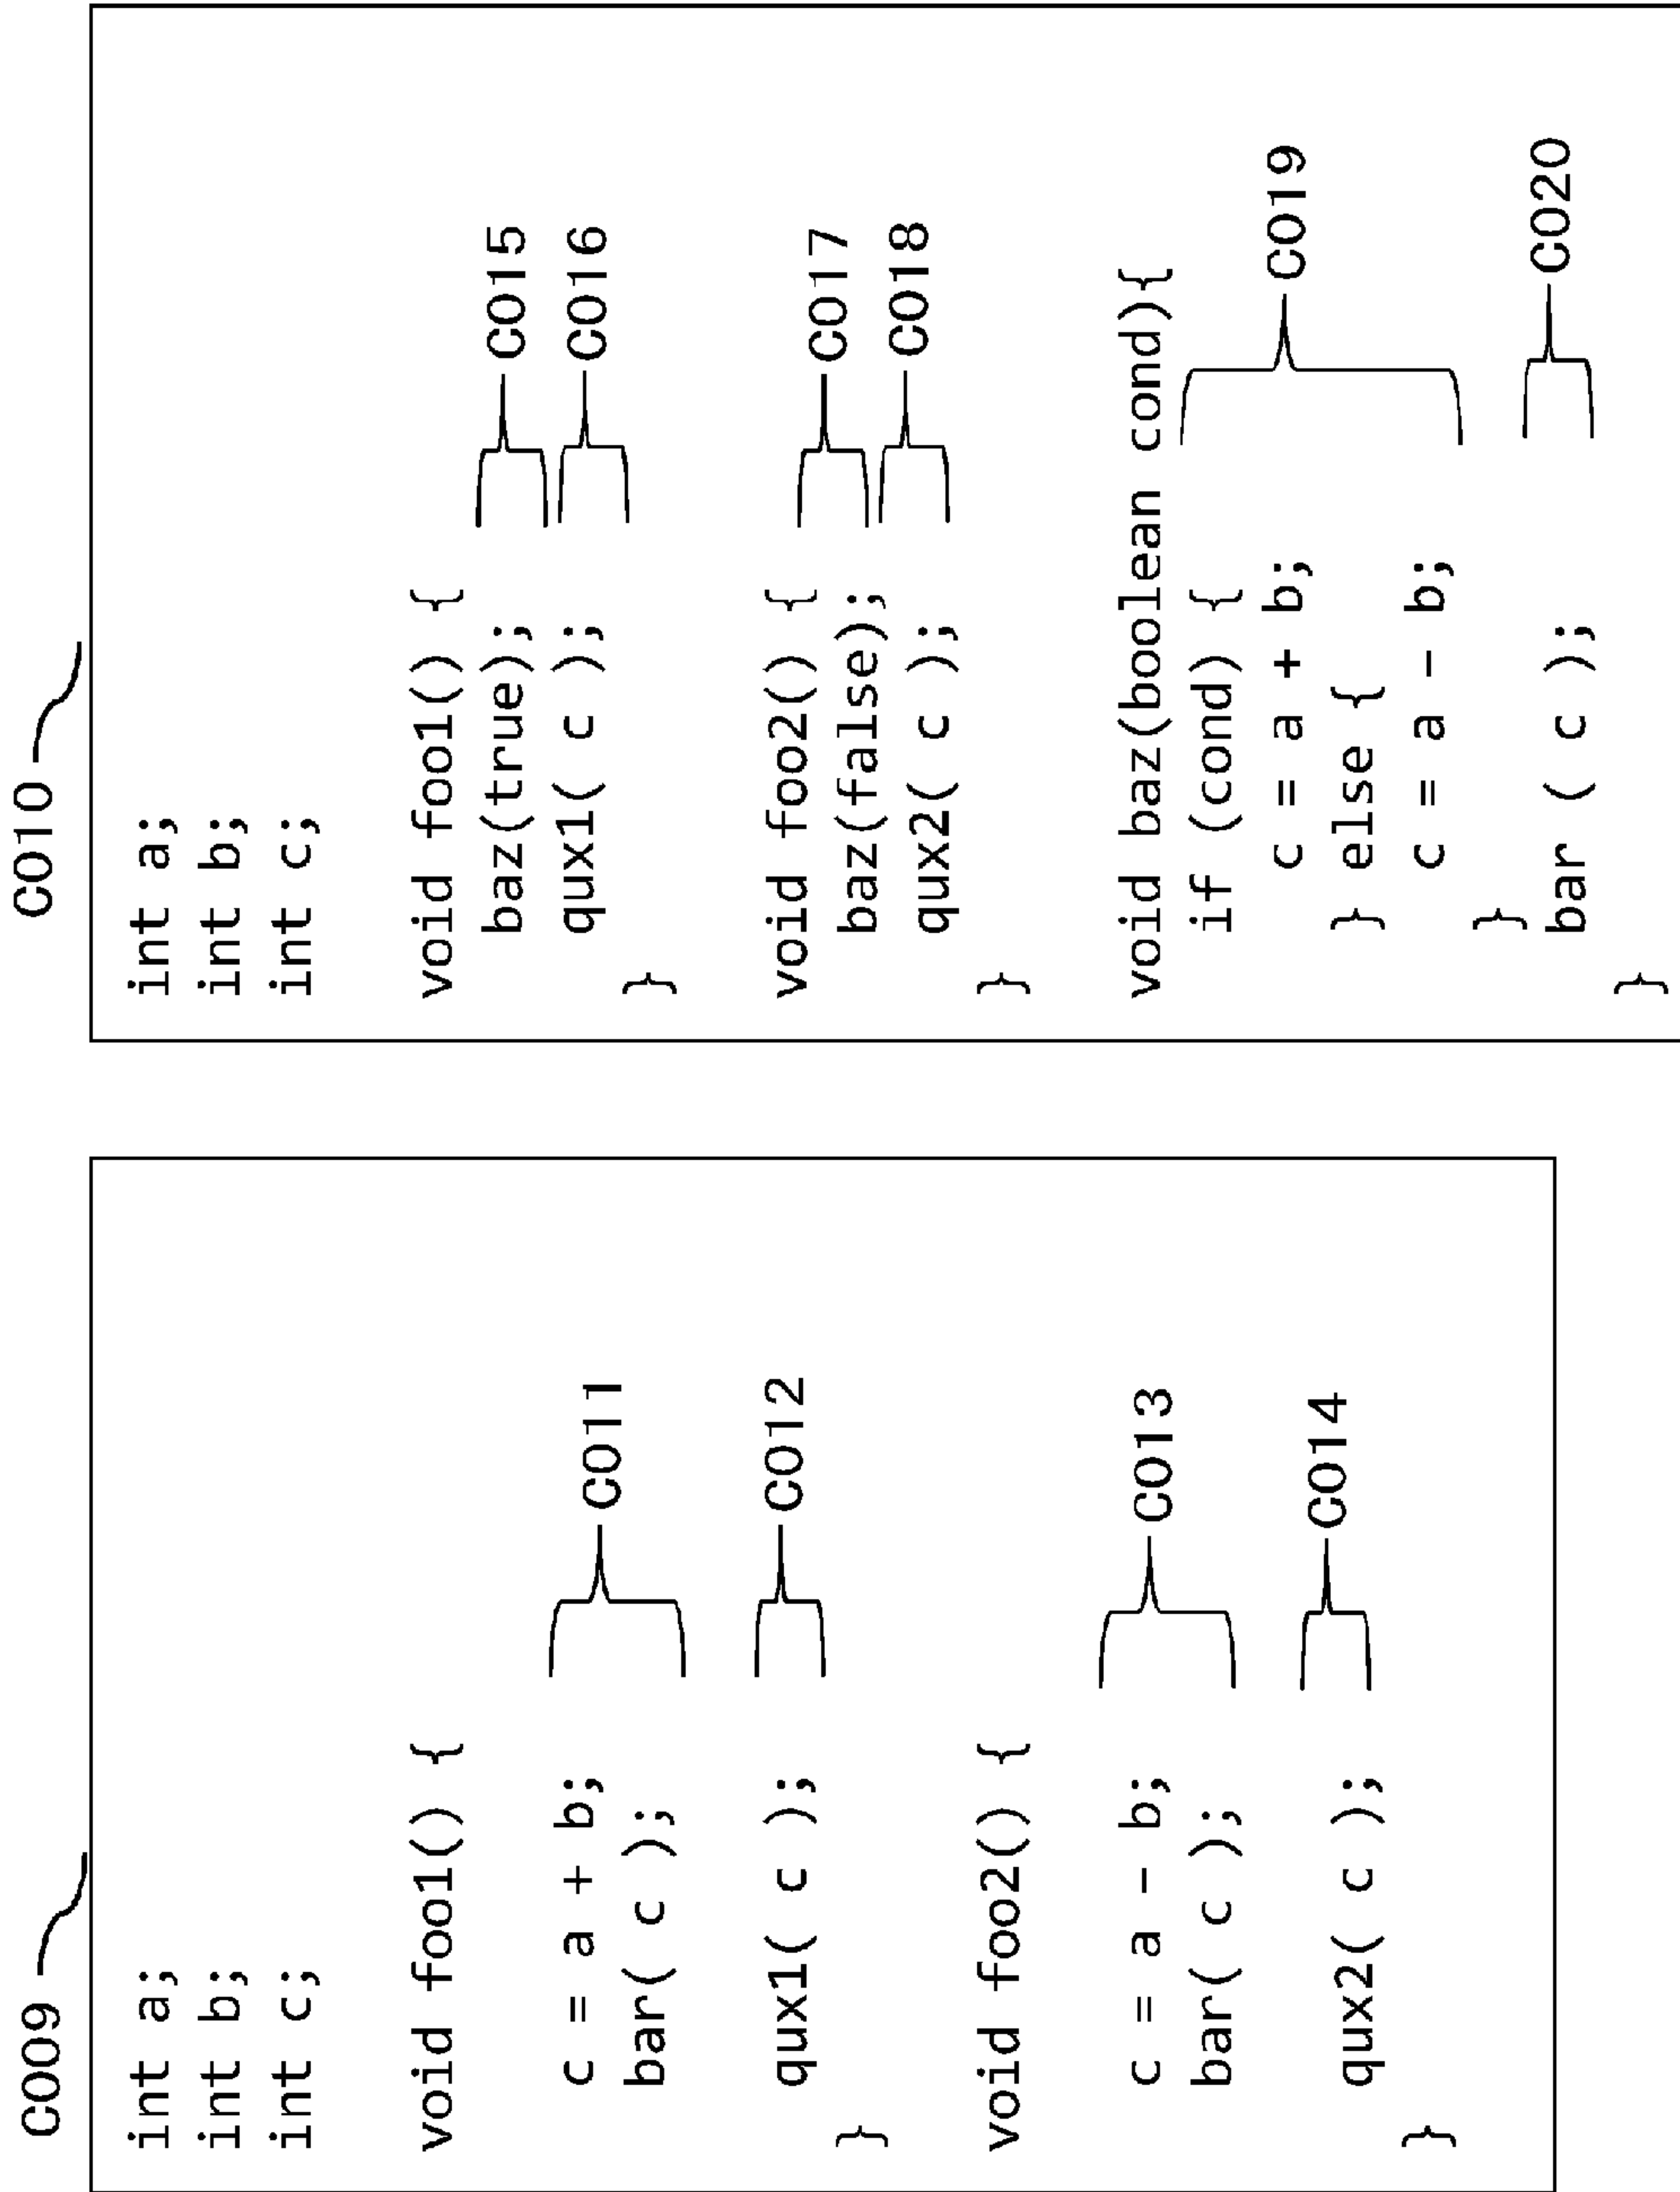 C009
int a;
int b;
int c;
void foo1() {
c = a + b;
bar( c );
C011
qux1( c );
C012
}
void foo2() {
c = a - b;
bar( c );
C013
qux2( c );
C014
}
C010
int a;
int b;
int c;
void foo1() {
baz(true);
C015
qux1( c );
C016
}
void foo2() {
baz(false);
C017
qux2( c );
C018
}
void baz(boolean cond){
if (cond) {
c = a + b;
C019
} else {
c = a - b;
}
bar ( c );
C020
}